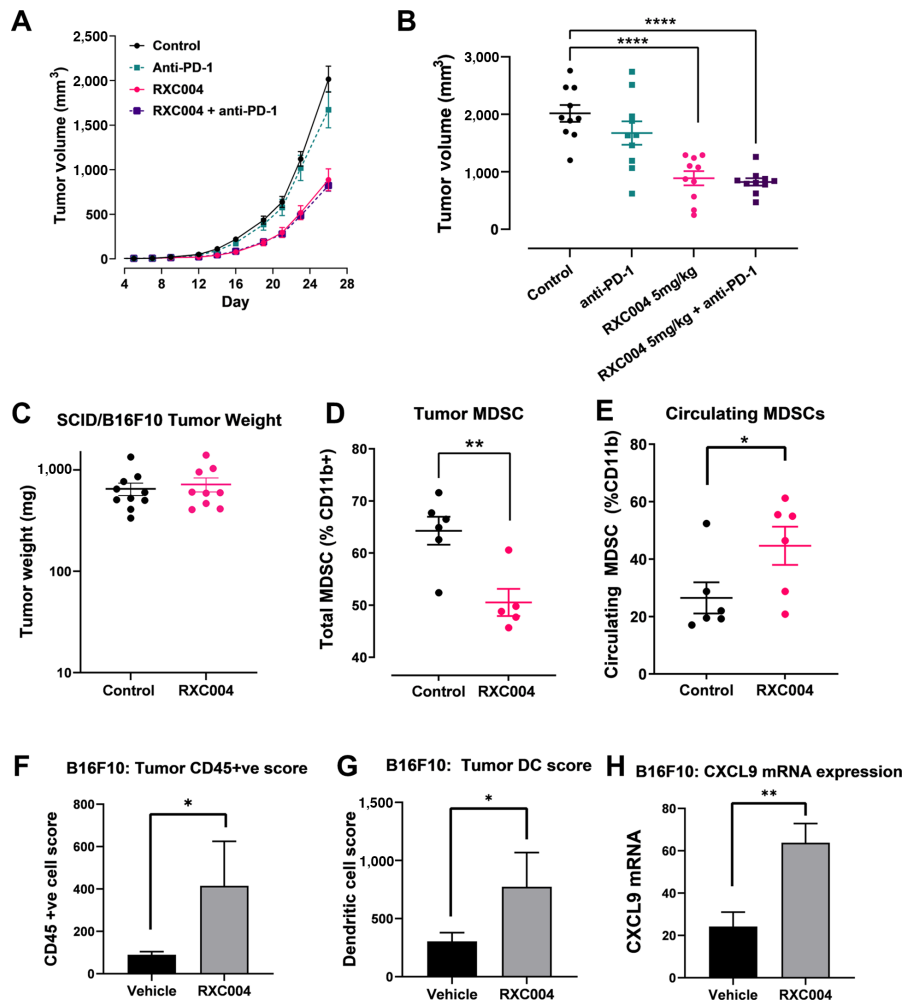 A
Tumor volume (mm3)
2,500
2,000
1,500
1,000
500
0
4 8 12 16 20 24 28
Day
Control
Anti-PD-1
RXC004
RXC004 + anti-PD-1
B
Tumor volume (mm3)
3,000
2,000
1,000
0
****
****
Control
anti-PD-1
RXC004 5mg/kg
RXC004 5mg/kg + anti-PD-1
C
SCID/B16F10 Tumor Weight
Tumor weight (mg)
1,000
100
10
Control RXC004
D
Tumor MDSC
Total MDSC (% CD11b+)
80
70
60
50
40
**
Control RXC004
E
Circulating MDSCs
Circulating MDSC (%CD11b)
80
60
40
20
0
*
Control RXC004
F
B16F10: Tumor CD45+ve score
CD45 +ve cell score
800
600
400
200
0
*
Vehicle RXC004
G
B16F10: Tumor DC score
Dendritic cell score
1,500
1,000
500
0
*
Vehicle RXC004
H
B16F10: CXCL9 mRNA expression
CXCL9 mRNA
80
60
40
20
0
**
Vehicle RXC004